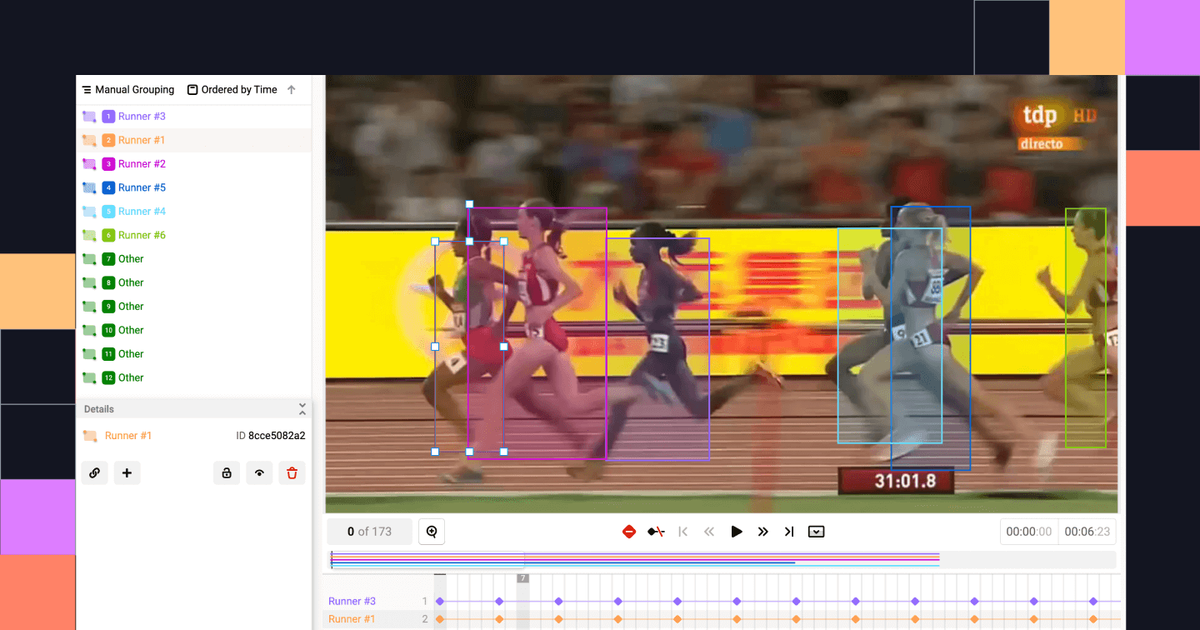 Manual Grouping Ordered by Time
1 Runner #3
2 Runner #1
3 Runner #2
4 Runner #5
5 Runner #4
6 Runner #6
7 Other
8 Other
9 Other
10 Other
11 Other
12 Other
Details
Runner #1 ID 8cce5082a2
tdp HD
directo
23
21
31:01.8
0 of 173
00:00:00 00:06:23
7
Runner #3 1
Runner #1 2